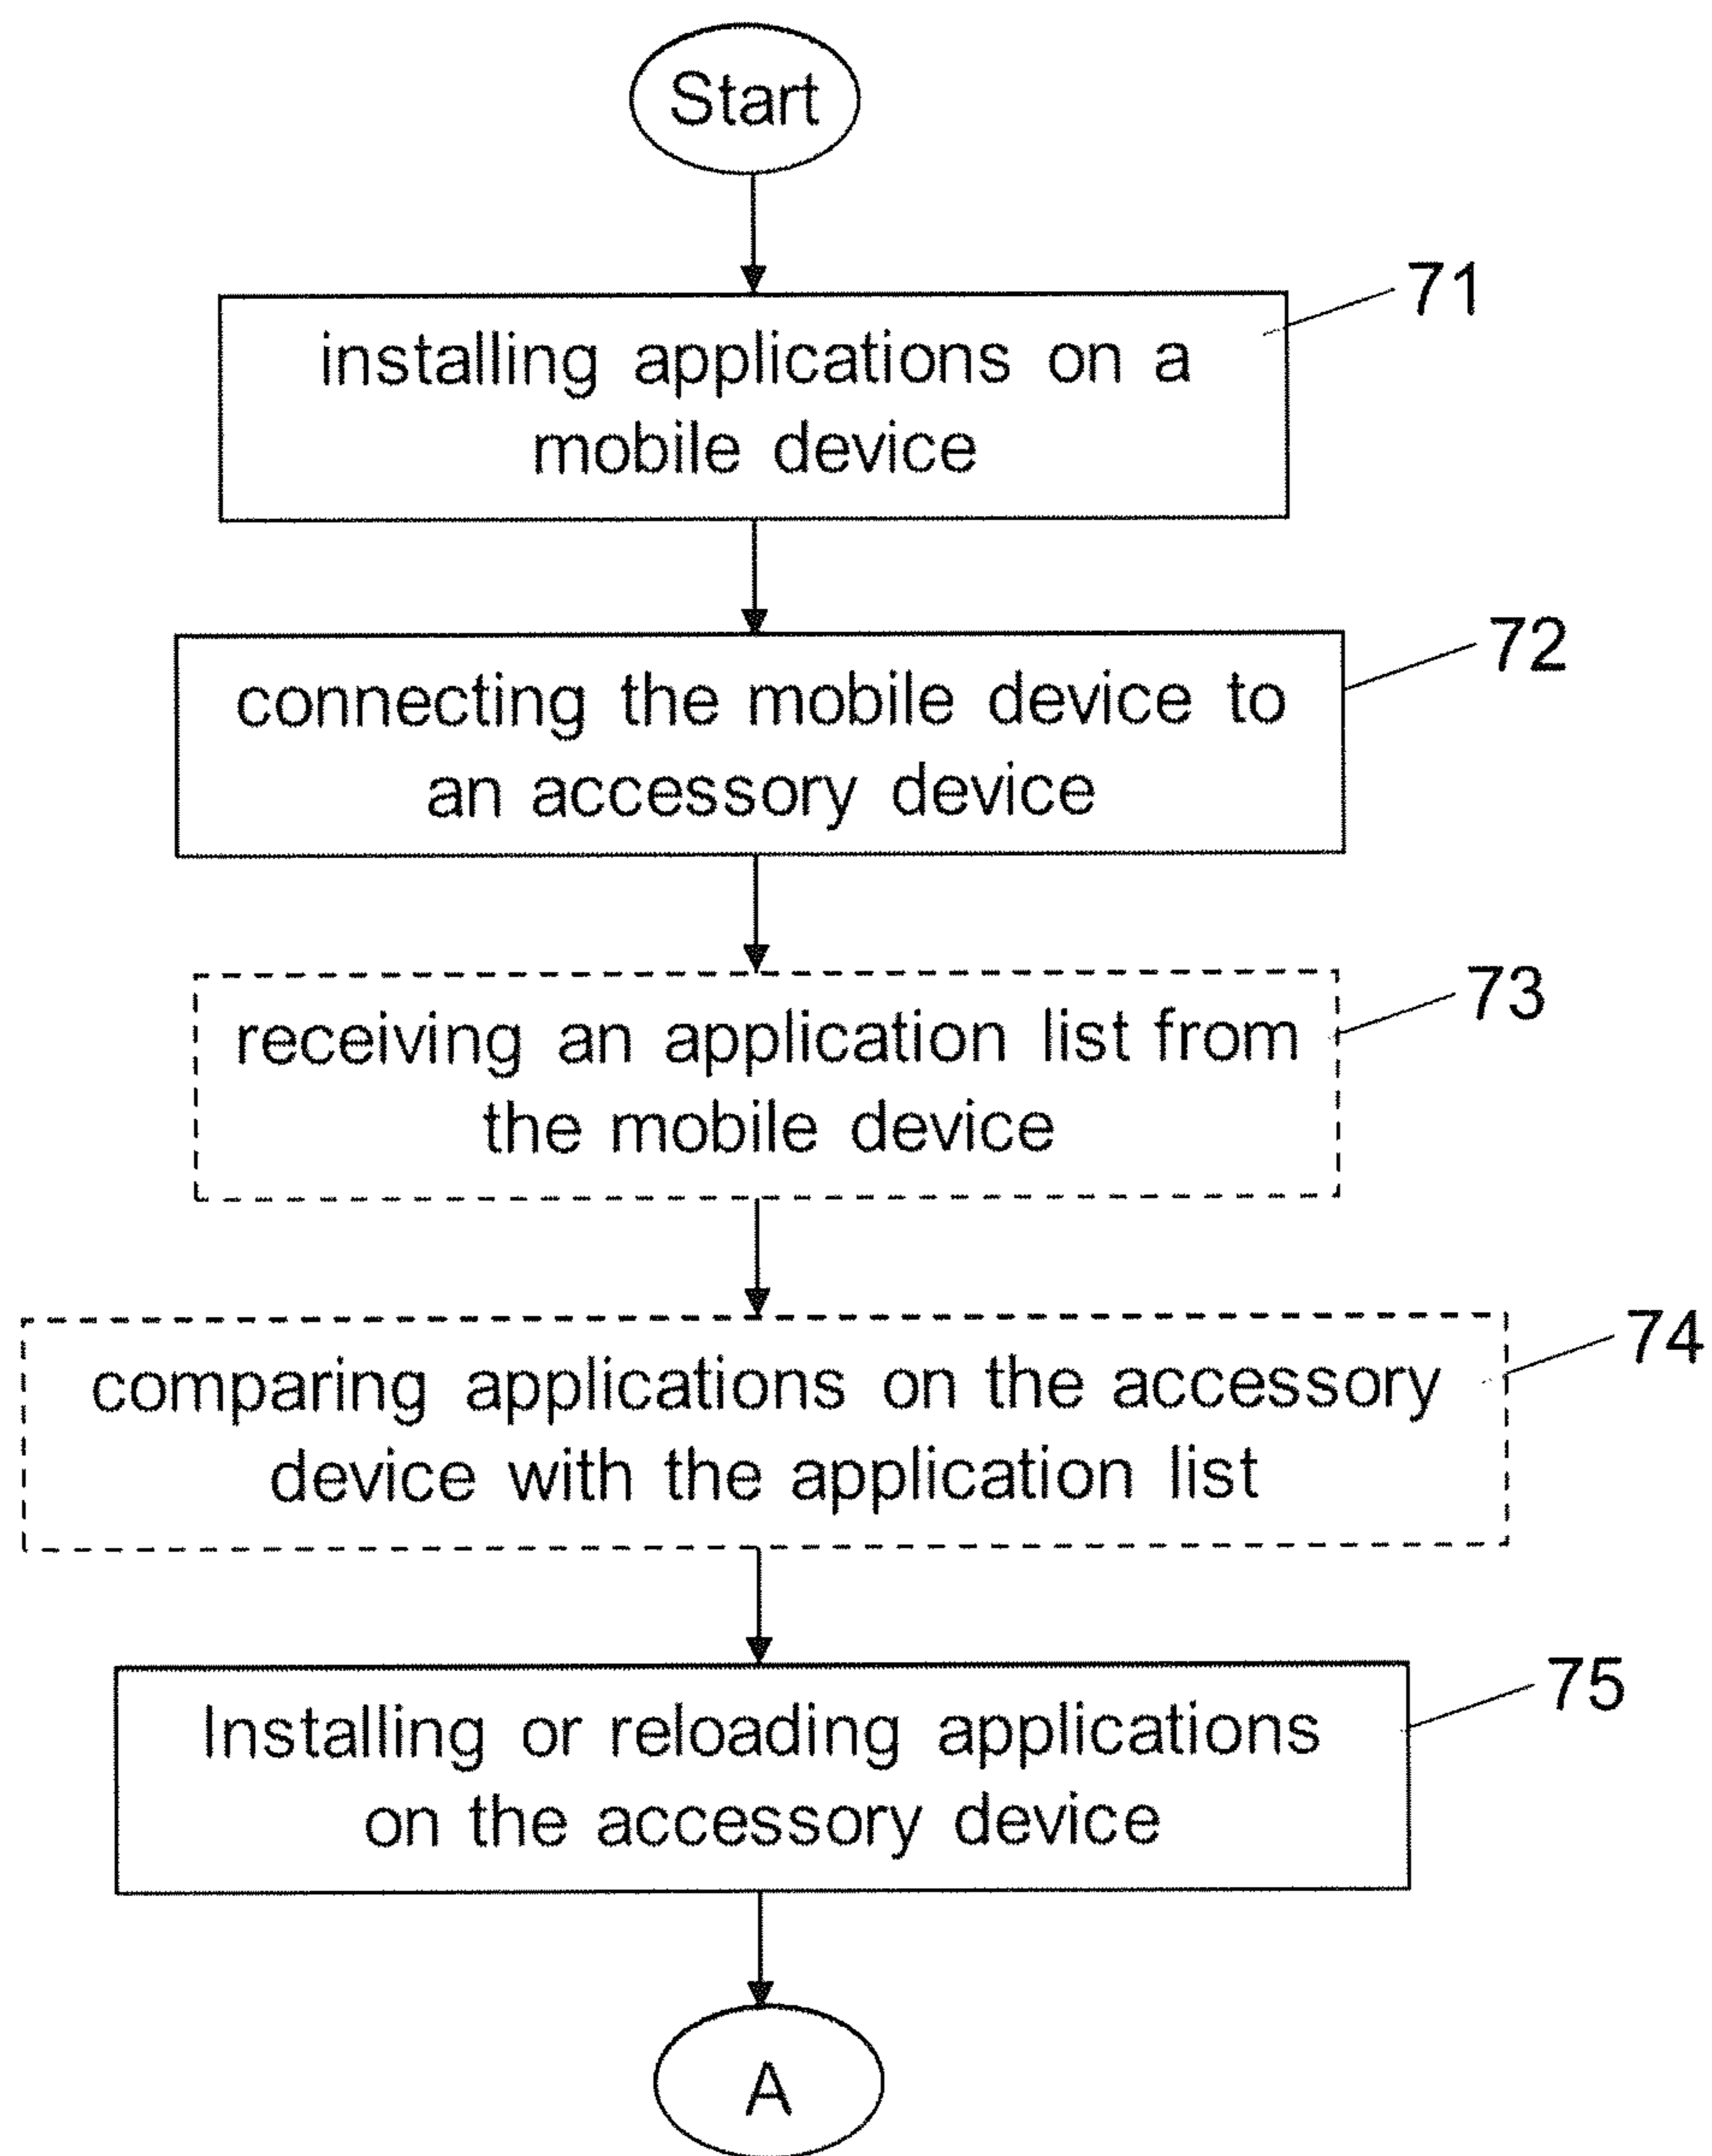 Start
71
installing applications on a
mobile device
72
connecting the mobile device to
an accessory device
73
receiving an application list from
the mobile device
74
comparing applications on the accessory
device with the application list
75
Installing or reloading applications
on the accessory device
A